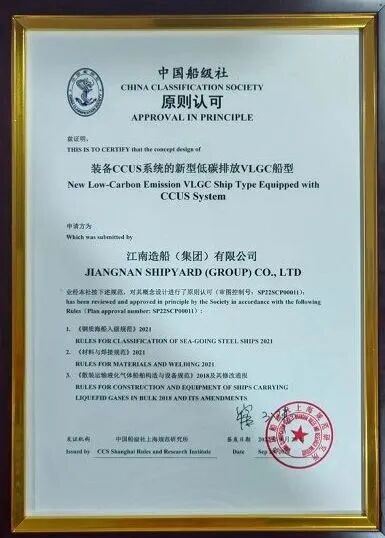 中国船级社
CHINA CLASSIFICATION SOCIETY
原则认可
APPROVAL IN PRINCIPLE
兹证明:
THIS IS TO CERTIFY that the concept design of
装备CCUS系统的新型低碳排放VLGC船型
New Low-Carbon Emission VLGC Ship Type Equipped with
CCUS System
申请方为
Which was submitted by
江南造船（集团）有限公司
JIANGNAN SHIPYARD (GROUP) CO., LTD
业经本社按下述规范，对其概念设计进行了原则认可（审图控制号：SP22SCP00011）:
has been reviewed and approved in principle by the Society in accordance with the following
Rules (Plan approval number: SP22SCP00011):
1. 《钢质海船入级规范》2021
RULES FOR CLASSIFICATION OF SEA-GOING STEEL SHIPS 2021
2. 《材料与焊接规范》2021
RULES FOR MATERIALS AND WELDING 2021
3. 《散装运输液化气体船舶构造与设备规范》2018及其修改通报
RULES FOR CONSTRUCTION AND EQUIPMENT OF SHIPS CARRYING
LIQUEFIED GASES IN BULK 2018 AND ITS AMENDMENTS
发证机构 中国船级社上海规范研究所 签发日期
Issued by CCS Shanghai Rules and Research Institute Date Sep